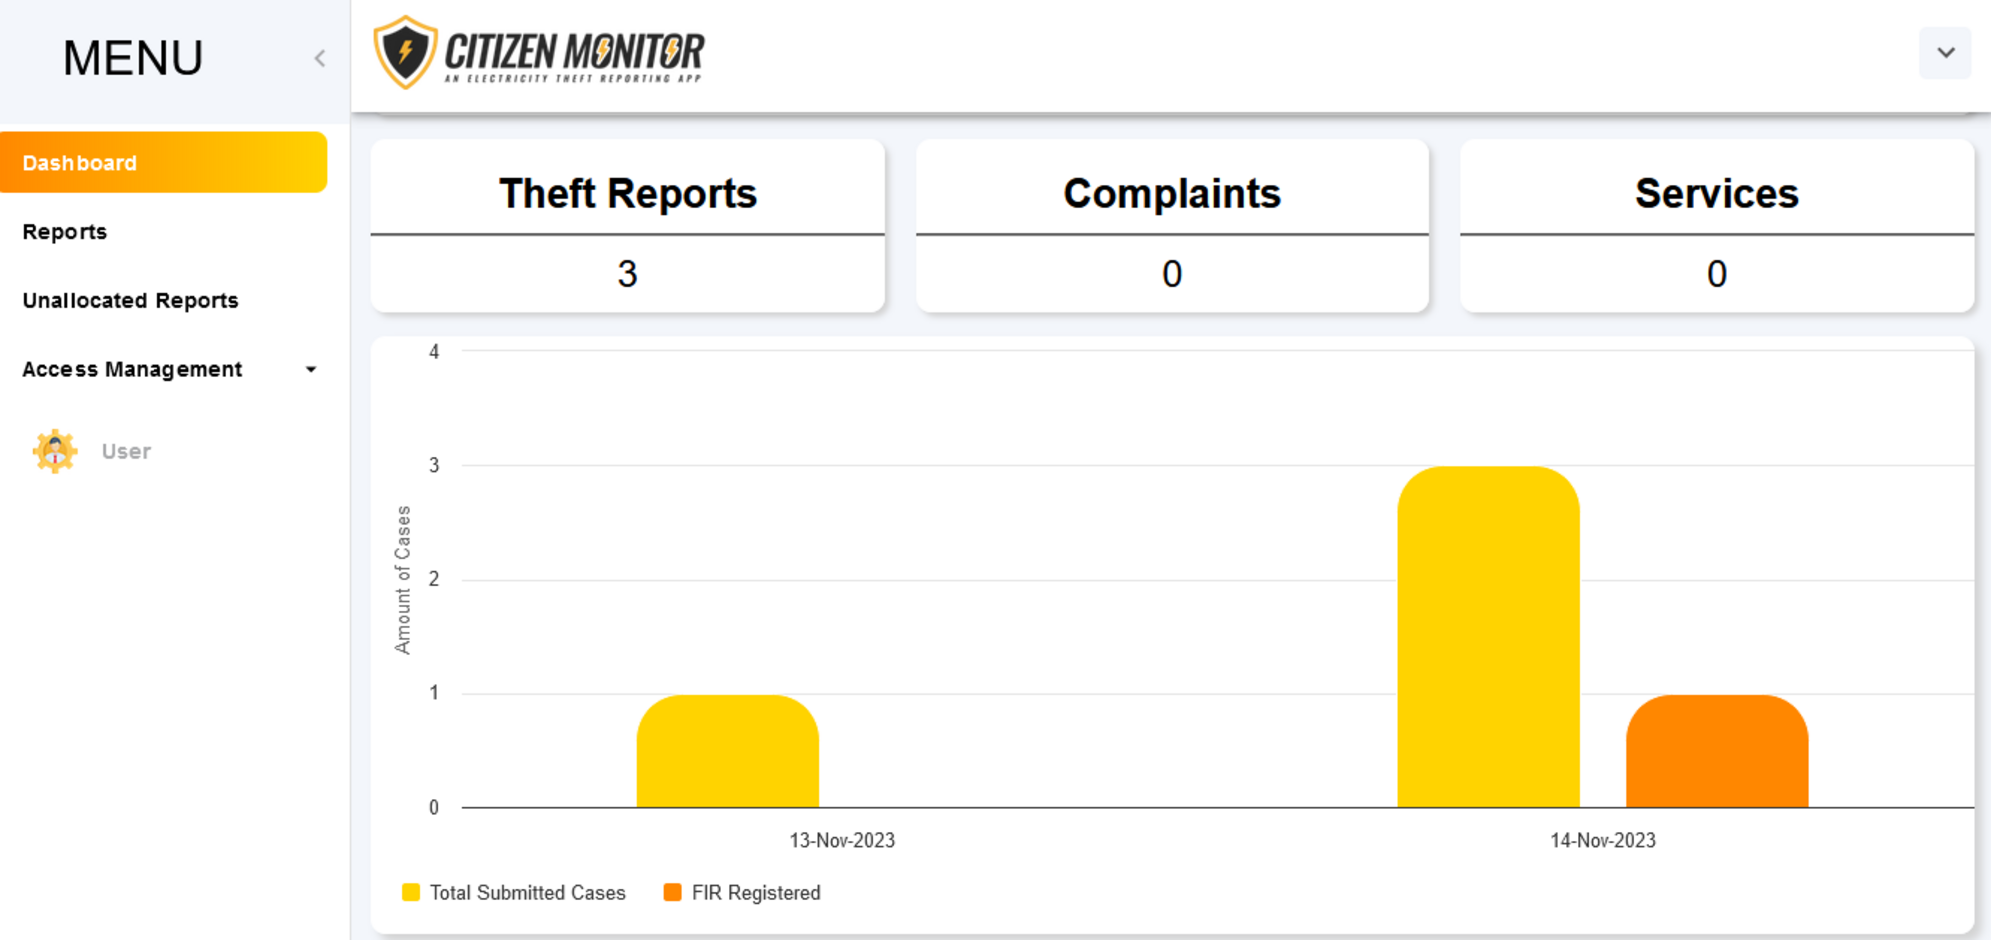 MENU
CITIZEN MONITOR
AN ELECTRICITY THEFT REPORTING APP
Dashboard
Reports
Unallocated Reports
Access Management
User
Theft Reports
3
Complaints
0
Services
0
4
3
2
1
0
Amount of Cases
13-Nov-2023
14-Nov-2023
Total Submitted Cases
FIR Registered